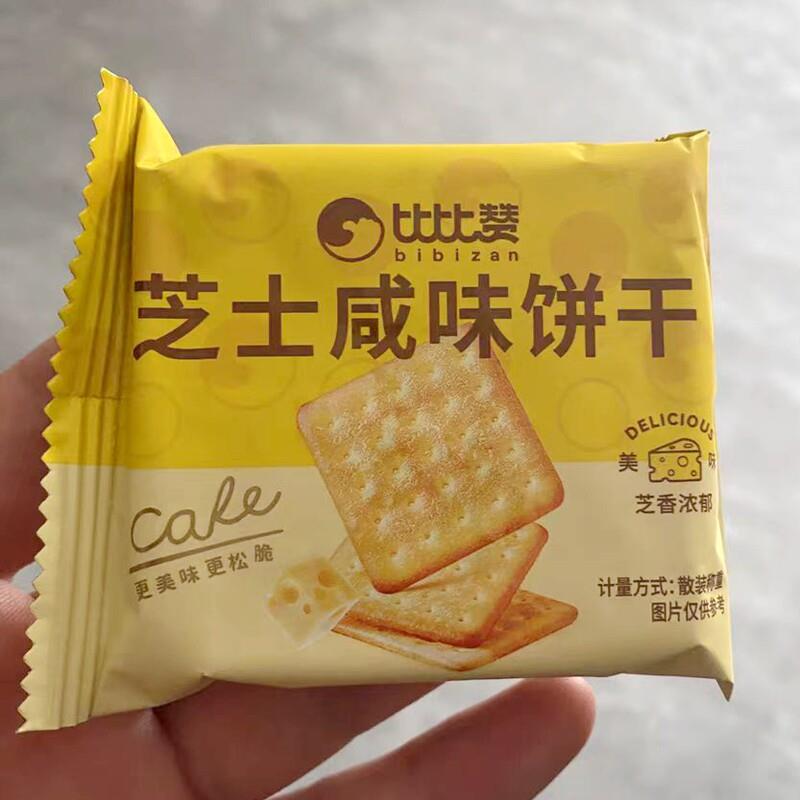 比比赞
bibizan
芝士咸味饼干
DELICIOUS
美味
芝香浓郁
Cake
更美味更松脆
计量方式：散装称重
图片仅供参考